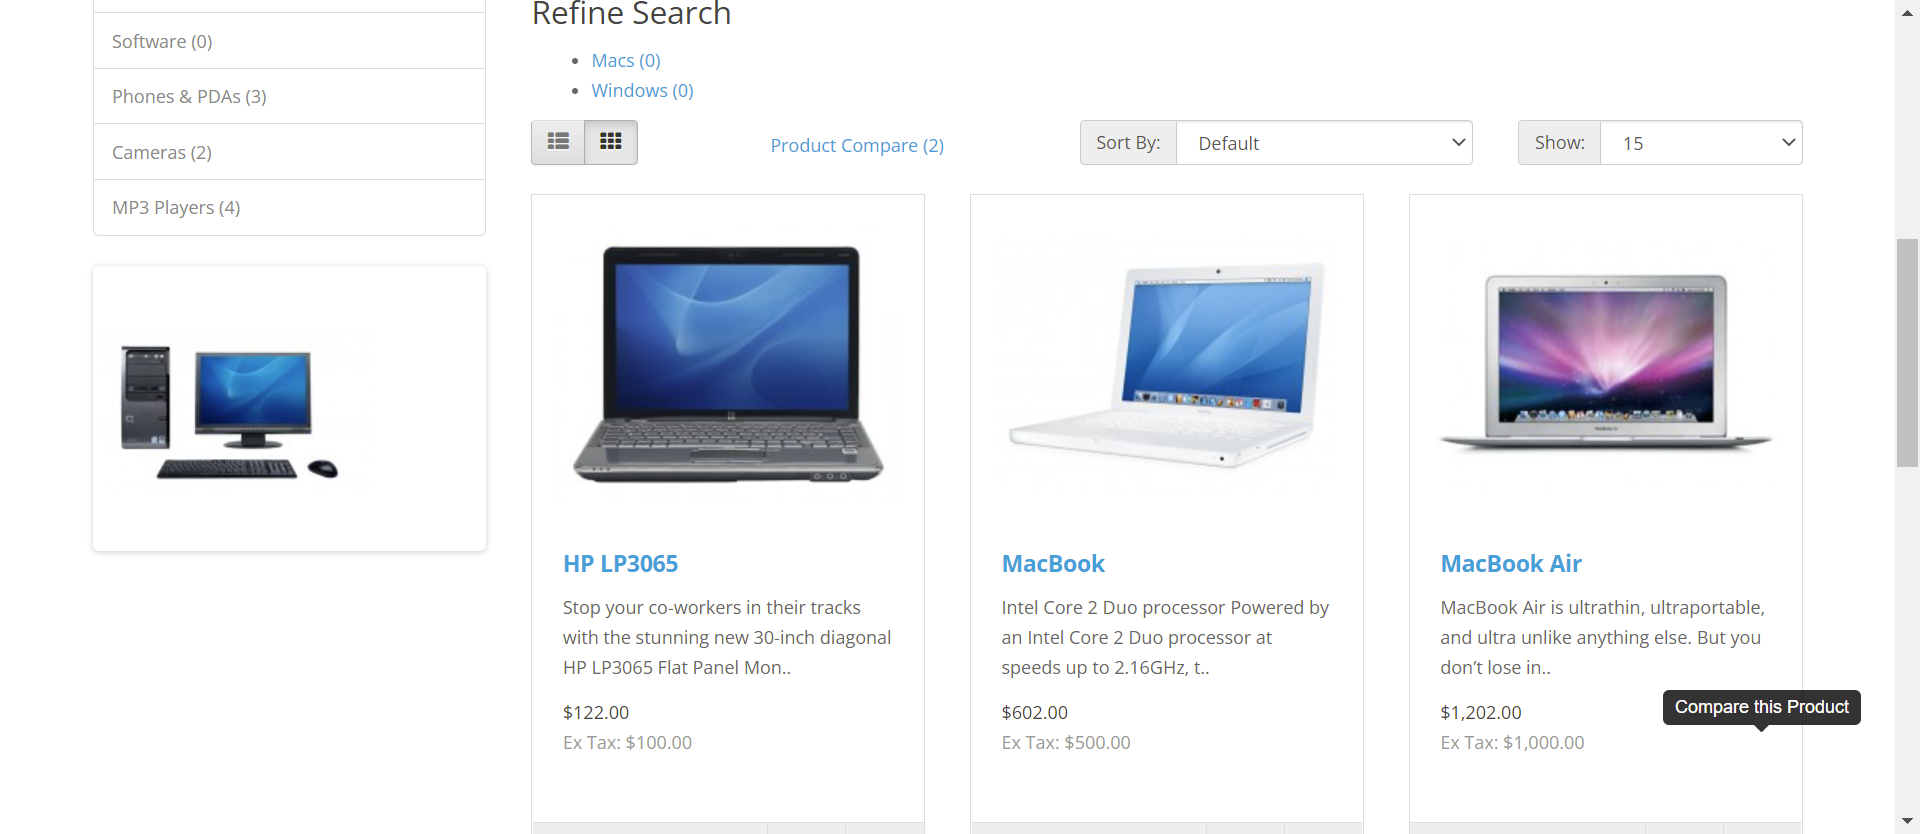 Refine Search
Software (0)
Macs (0)
Windows (0)
Phones & PDAs (3)
Product Compare (2)
Sort By:
Default
Show:
15
Cameras (2)
MP3 Players (4)
HP LP3065
Stop your co-workers in their tracks
with the stunning new 30-inch diagonal
HP LP3065 Flat Panel Mon..
$122.00
Ex Tax: $100.00
MacBook
Intel Core 2 Duo processor Powered by
an Intel Core 2 Duo processor at
speeds up to 2.16GHz, t..
$602.00
Ex Tax: $500.00
MacBook Air
MacBook Air is ultrathin, ultraportable,
and ultra unlike anything else. But you
don’t lose in..
$1,202.00
Ex Tax: $1,000.00
Compare this Product